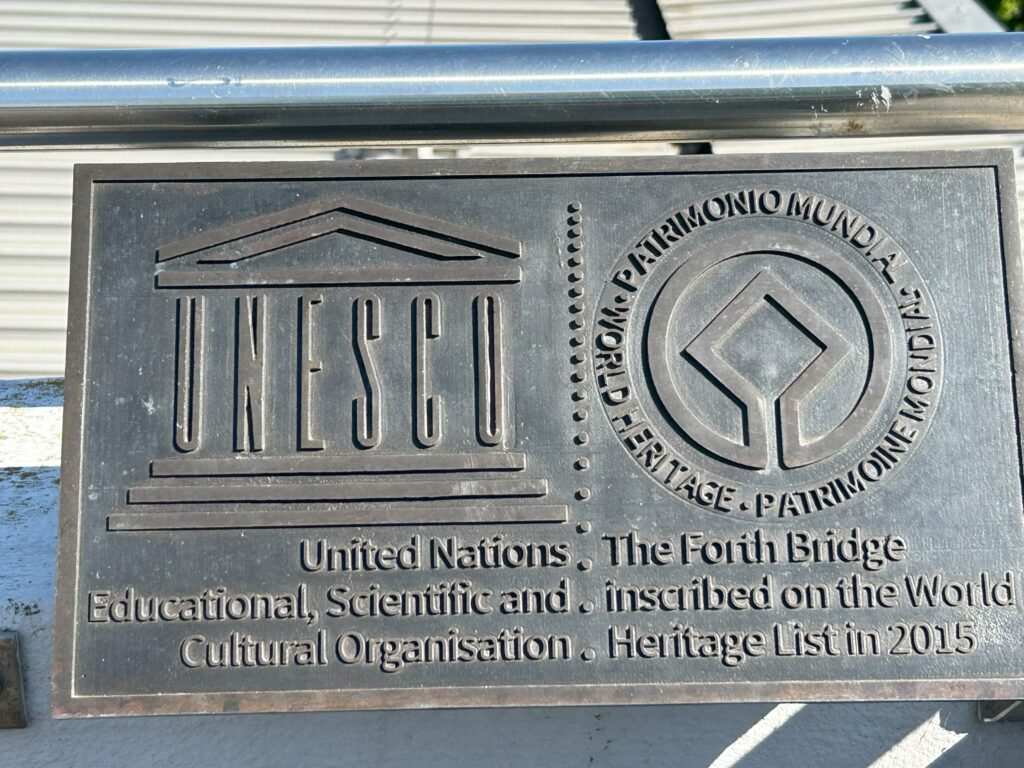 UNESCO
United Nations
Educational, Scientific and
Cultural Organisation
WORLD HERITAGE · PATRIMOINE MONDIAL · PATRIMONIO MUNDIAL ·
The Forth Bridge
inscribed on the World
Heritage List in 2015